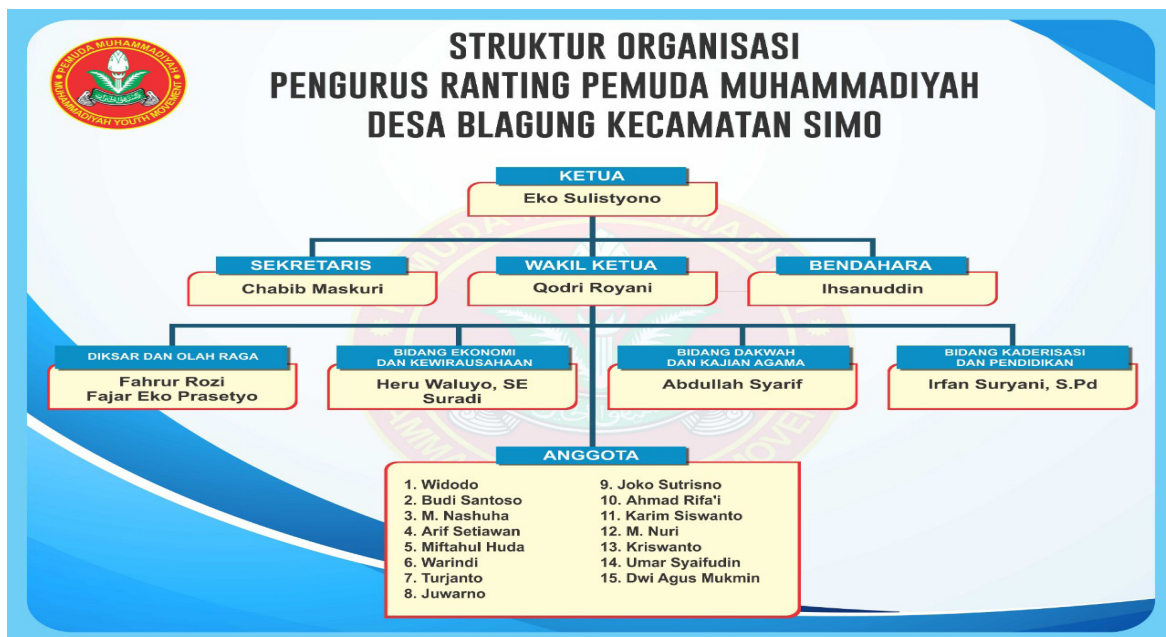 PEMUDA MUHAMMADIYAH
MUHAMMADIYAH YOUTH MOVEMENT
STRUKTUR ORGANISASI
PENGURUS RANTING PEMUDA MUHAMMADIYAH
DESA BLAGUNG KECAMATAN SIMO
KETUA
Eko Sulistyono
SEKRETARIS
Chabib Maskuri
WAKIL KETUA
Qodri Royani
BENDAHARA
Ihsanuddin
DIKSAR DAN OLAH RAGA
Fahrur Rozi
Fajar Eko Prasetyo
BIDANG EKONOMI
DAN KEWIRAUSAHAAN
Heru Waluyo, SE
Suradi
BIDANG DAKWAH
DAN KAJIAN AGAMA
Abdullah Syarif
BIDANG KADERISASI
DAN PENDIDIKAN
Irfan Suryani, S.Pd
ANGGOTA
1. Widodo
2. Budi Santoso
3. M. Nashuha
4. Arif Setiawan
5. Miftahul Huda
6. Warindi
7. Turjanto
8. Juwarno
9. Joko Sutrisno
10. Ahmad Rifa'i
11. Karim Siswanto
12. M. Nuri
13. Kriswanto
14. Umar Syaifudin
15. Dwi Agus Mukmin